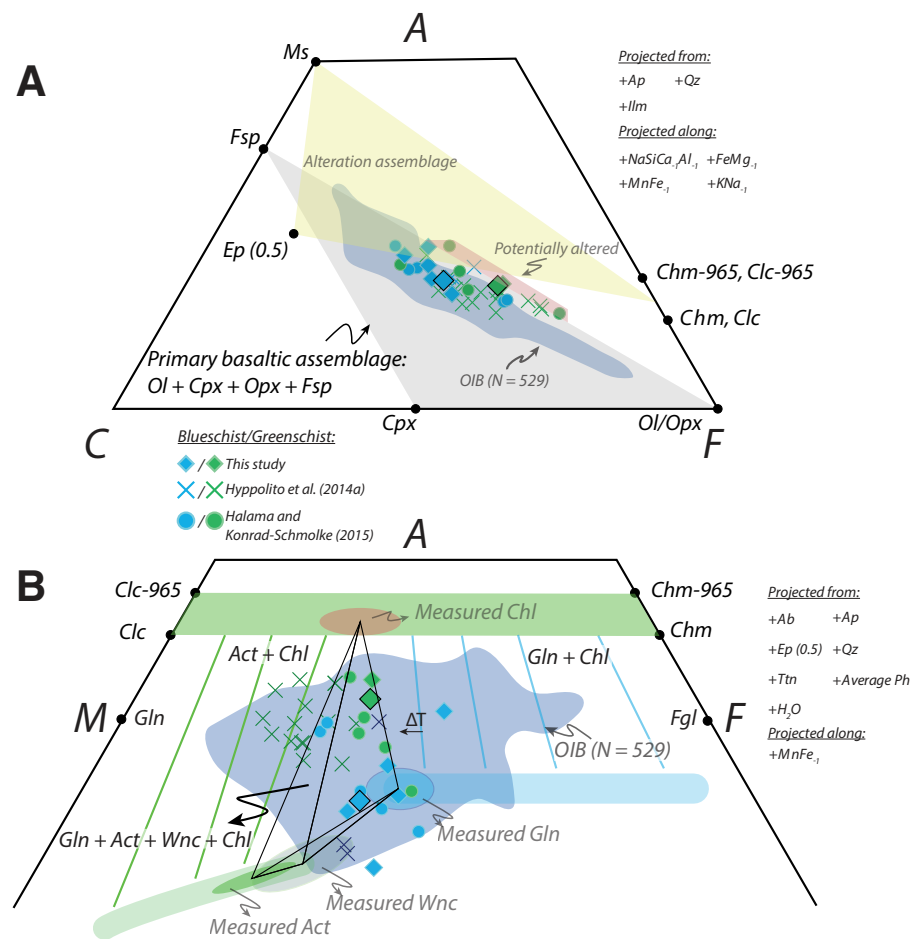 A
A
Ms
Projected from:
+Ap +Qz
+Ilm
Projected along:
+NaSiCa-1Al-1 +FeMg-1
+MnFe-1 +KNa-1
Fsp
Alteration assemblage
Ep (0.5)
Potentially altered
Chm-965, Clc-965
Chm, Clc
Primary basaltic assemblage:
Ol + Cpx + Opx + Fsp
OIB (N = 529)
C
Cpx
Ol/Opx
F
Blueschist/Greenschist:
/ This study
/ Hyppolito et al. (2014a)
/ Halama and
Konrad-Schmolke (2015)
B
A
Clc-965
Chm-965
Measured Chl
Clc
Chm
Act + Chl
Gln + Chl
Projected from:
+Ab +Ap
+Ep (0.5) +Qz
+Ttn +Average Ph
+H2O
Projected along:
+MnFe-1
M
Gln
ΔT
Fgl
F
OIB (N = 529)
Gln + Act + Wnc + Chl
Measured Gln
Measured Wnc
Measured Act